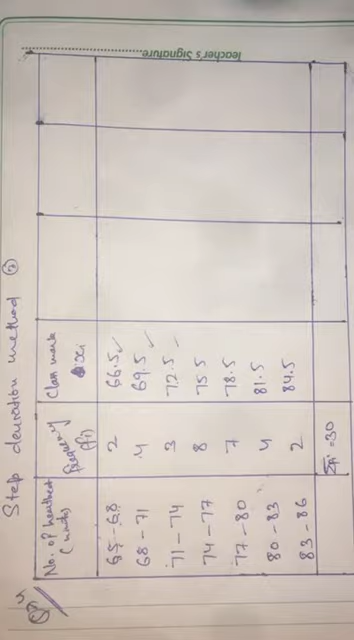 Step deviation method ②
No. of heartbeat (units) frequency (fi) Class mark xi
65 - 68 2 66.5 ✓
68 - 71 4 69.5 ✓
71 - 74 3 72.5 ✓
74 - 77 8 75.5
77 - 80 7 78.5
80 - 83 4 81.5
83 - 86 2 84.5
Σfi = 30
Teacher's Signature